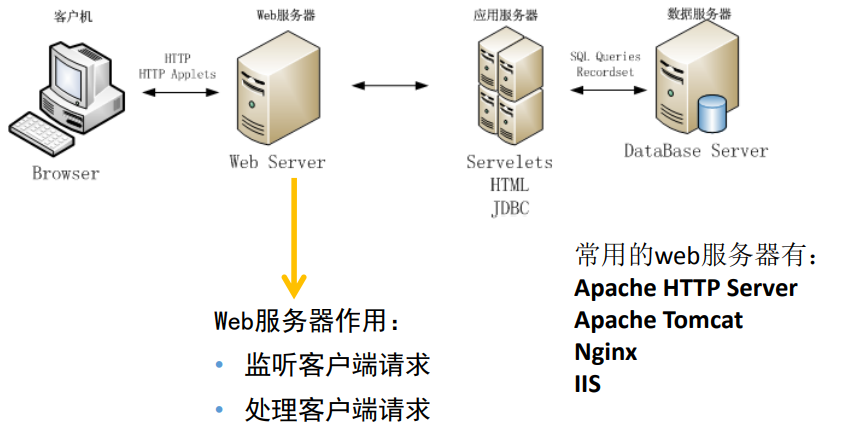 客户机
Web服务器
应用服务器
数据服务器
HTTP
HTTP Applets
SQL Queries
Recordset
Browser
Web Server
Servelets
HTML
JDBC
DataBase Server
Web服务器作用：
• 监听客户端请求
• 处理客户端请求
常用的web服务器有：
Apache HTTP Server
Apache Tomcat
Nginx
IIS